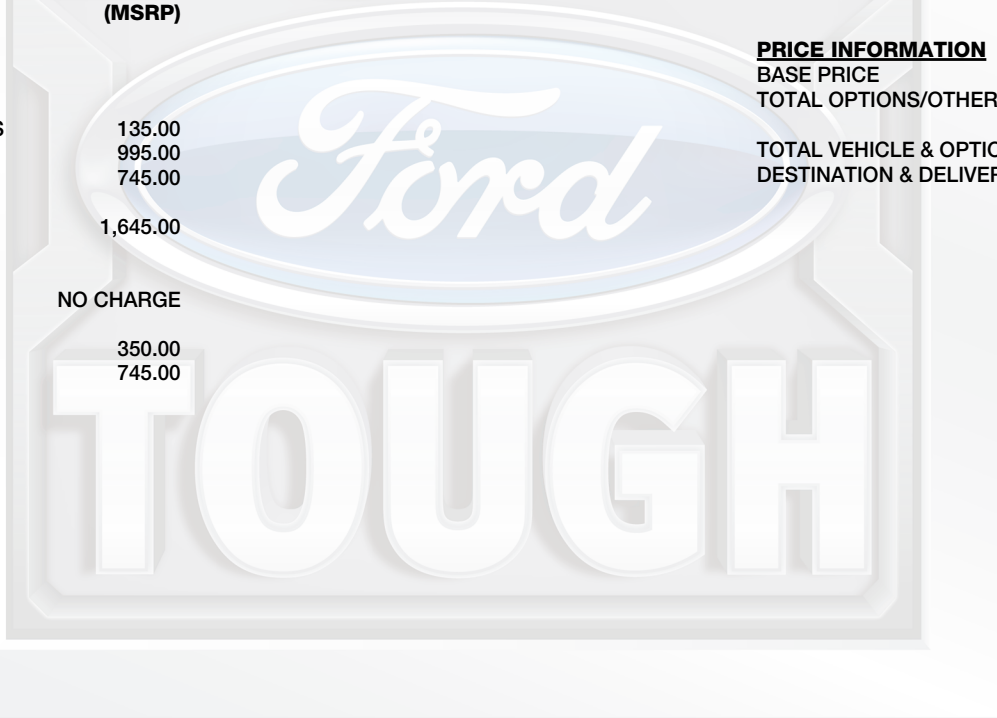 (MSRP)
S
135.00
995.00
745.00
1,645.00
NO CHARGE
350.00
745.00
PRICE INFORMATION
BASE PRICE
TOTAL OPTIONS/OTHER
TOTAL VEHICLE & OPTIO
DESTINATION & DELIVER
Ford
TOUGH